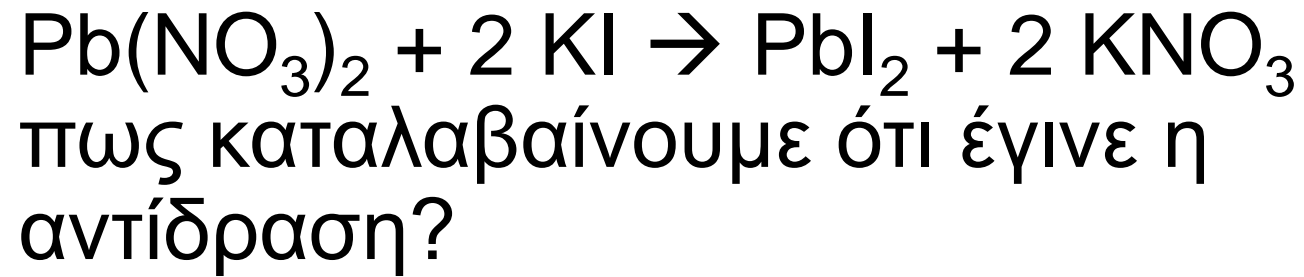 Pb(NO₃)₂ + 2 KI → PbI₂ + 2 KNO₃
πως καταλαβαίνουμε ότι έγινε η
αντίδραση?